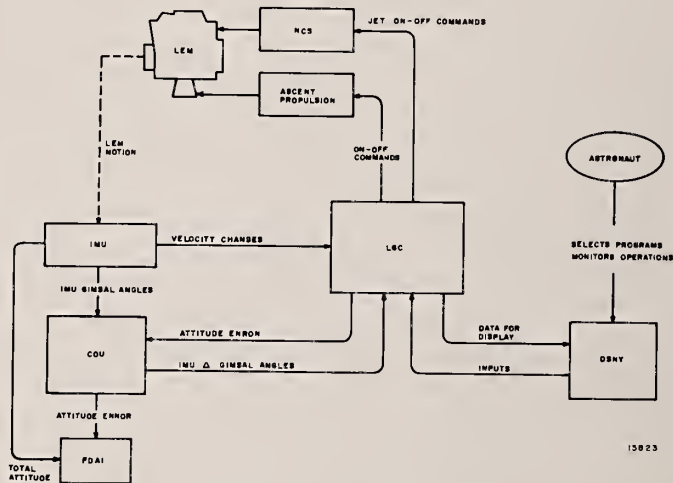 JET ON-OFF COMMANDS
LEM
RCS
ASCENT
PROPULSION
LEM
MOTION
ON-OFF
COMMANDS
ASTRONAUT
IMU
VELOCITY CHANGES
LGC
SELECTS PROGRAMS
MONITORS OPERATIONS
IMU GIMBAL ANGLES
CDU
ATTITUDE ERROR
DATA FOR
DISPLAY
DSKY
IMU Δ GIMBAL ANGLES
INPUTS
ATTITUDE ERROR
FDAI
TOTAL
ATTITUDE
15823